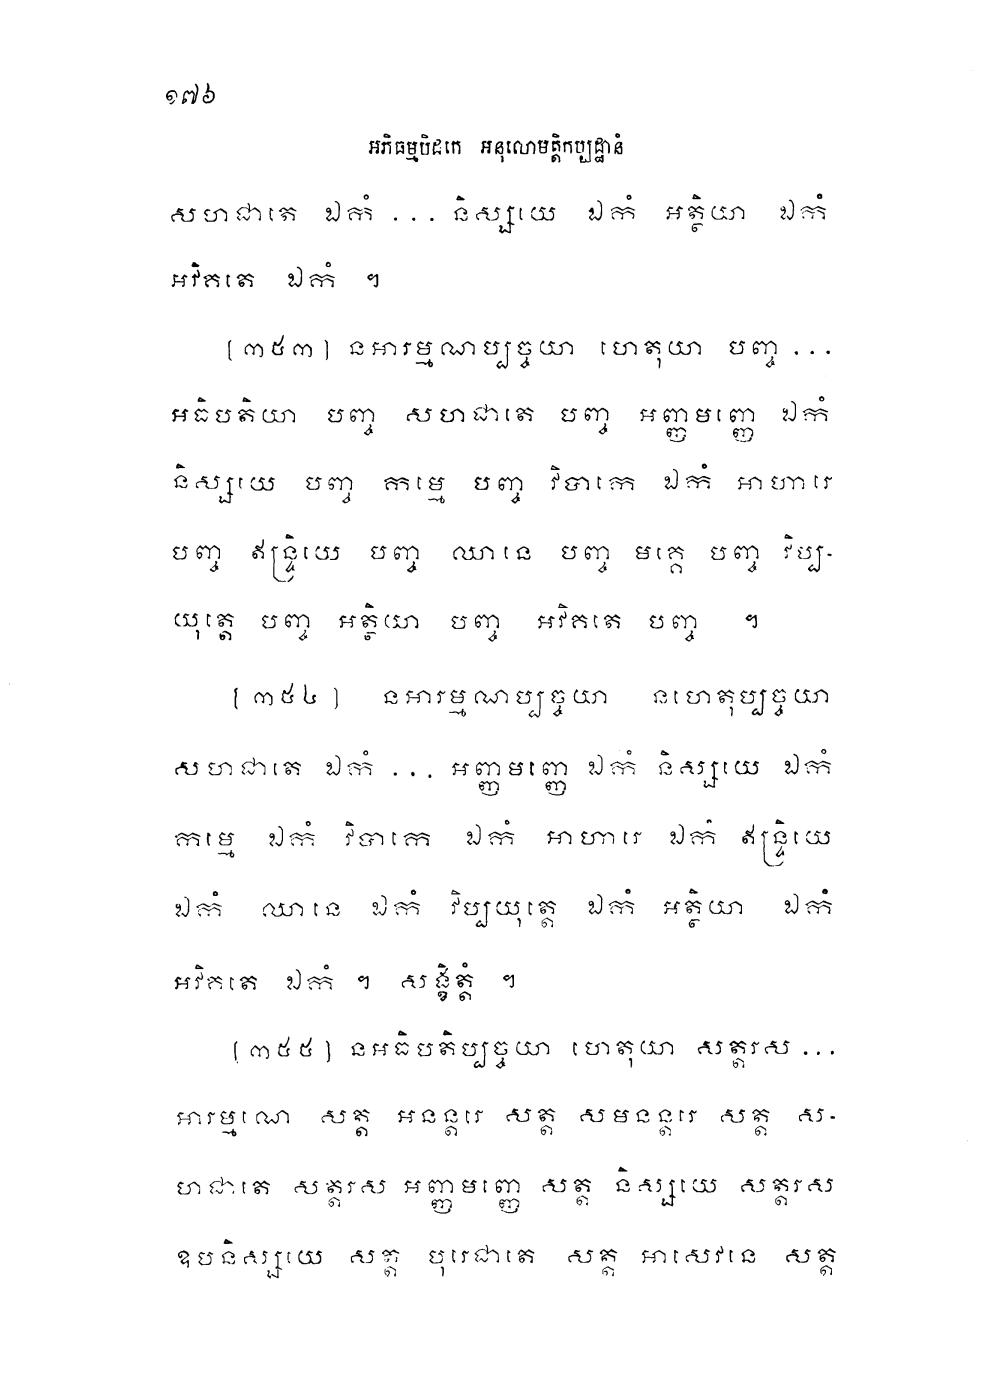 ១៧៦
អភិធម្មបិដកេ អនុលោមត្តិកប្បដ្ឋានំ
សហជាតេ ឯកំ ... និស្សយេ ឯកំ អត្ថិយា ឯកំ
អវិគតេ ឯកំ ។
[៣៥៣] នអារម្មណប្បច្ចយា ហេតុយា បញ្ច ...
អធិបតិយា បញ្ច សហជាតេ បញ្ច អញ្ញមញ្ញេ ឯកំ
និស្សយេ បញ្ច កម្មេ បញ្ច វិបាកេ ឯកំ អាហារេ
បញ្ច ឥន្ទ្រិយេ បញ្ច ឈានេ បញ្ច មគ្គេ បញ្ច វិប្ប-
យុត្តេ បញ្ច អត្ថិយា បញ្ច អវិគតេ បញ្ច ។
[៣៥៤] នអារម្មណប្បច្ចយា នហេតុប្បច្ចយា
សហជាតេ ឯកំ ... អញ្ញមញ្ញេ ឯកំ និស្សយេ ឯកំ
កម្មេ ឯកំ វិបាកេ ឯកំ អាហារេ ឯកំ ឥន្ទ្រិយេ
ឯកំ ឈានេ ឯកំ វិប្បយុត្តេ ឯកំ អត្ថិយា ឯកំ
អវិគតេ ឯកំ ។ សង្ខិត្តំ ។
[៣៥៥] នអធិបតិប្បច្ចយា ហេតុយា សត្តរស ...
អារម្មណេ សត្ត អនន្តរេ សត្ត សមនន្តរេ សត្ត ស-
ហជាតេ សត្តរស អញ្ញមញ្ញេ សត្ត និស្សយេ សត្តរស
ឧបនិស្សយេ សត្ត បុរេជាតេ សត្ត អាសេវនេ សត្ត